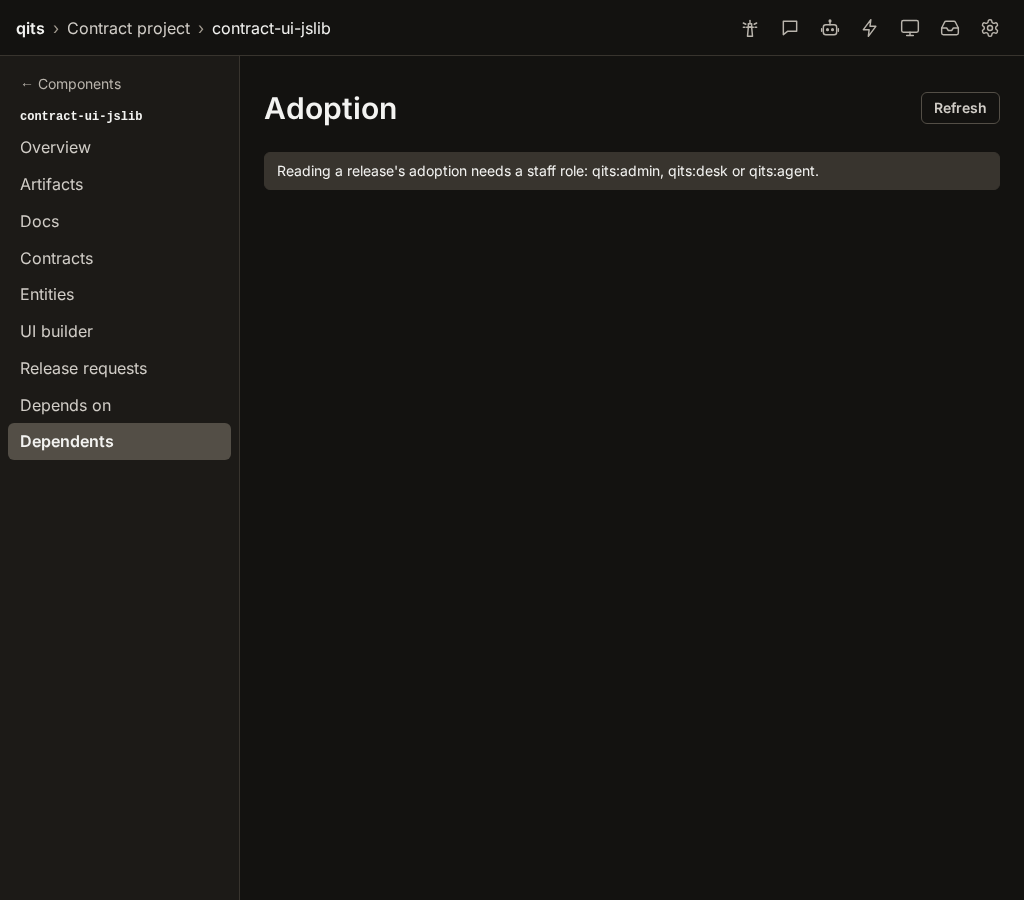 qits › Contract project › contract-ui-jslib
← Components
contract-ui-jslib
Overview
Artifacts
Docs
Contracts
Entities
UI builder
Release requests
Depends on
Dependents
Adoption
Refresh
Reading a release's adoption needs a staff role: qits:admin, qits:desk or qits:agent.